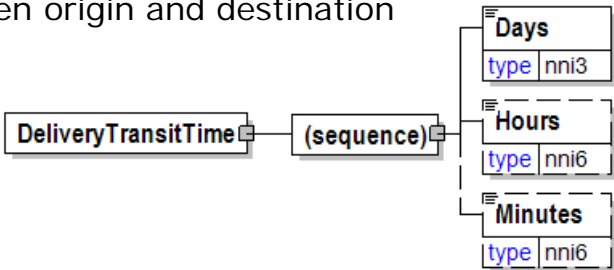 en origin and destination
Days
type nni3
DeliveryTransitTime
(sequence)
Hours
type nni6
Minutes
type nni6